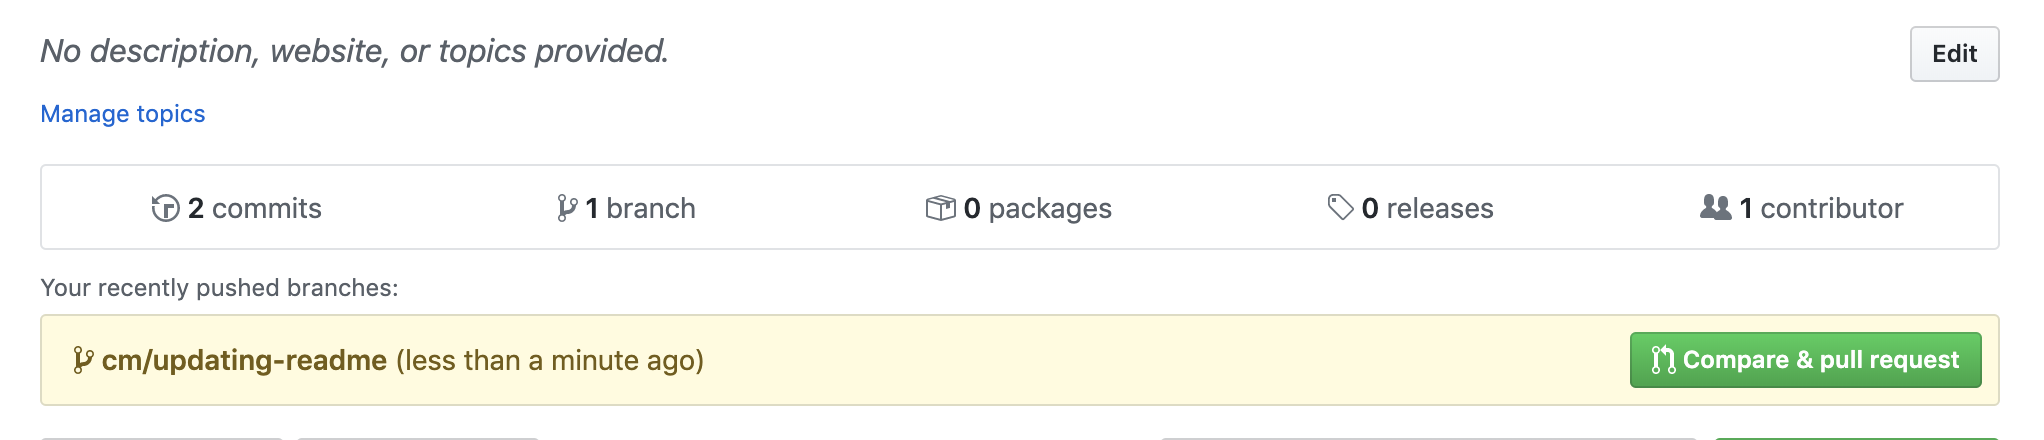 No description, website, or topics provided.
Edit
Manage topics
2 commits
1 branch
0 packages
0 releases
1 contributor
Your recently pushed branches:
cm/updating-readme (less than a minute ago)
Compare & pull request